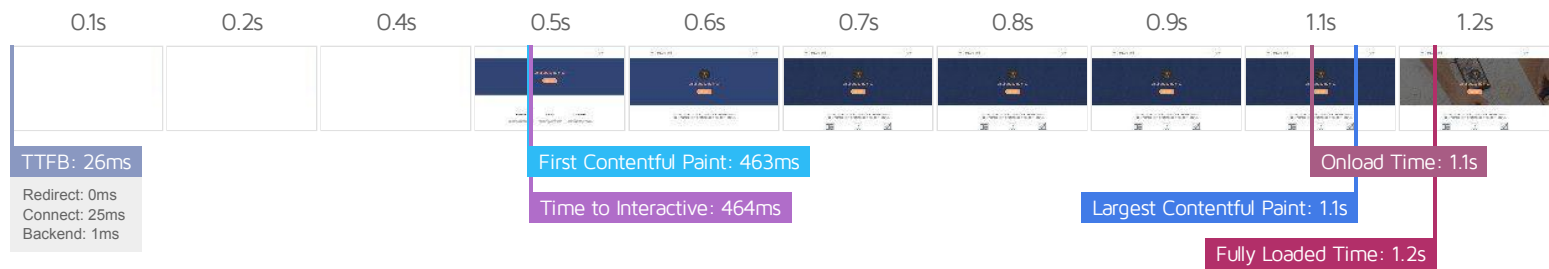 0.1s 0.2s 0.4s 0.5s 0.6s 0.7s 0.8s 0.9s 1.1s 1.2s
TTFB: 26ms
Redirect: 0ms
Connect: 25ms
Backend: 1ms
First Contentful Paint: 463ms
Time to Interactive: 464ms
Onload Time: 1.1s
Largest Contentful Paint: 1.1s
Fully Loaded Time: 1.2s